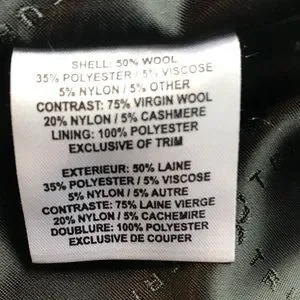 SHELL: 50% WOOL
35% POLYESTER / 5% VISCOSE
5% NYLON / 5% OTHER
CONTRAST: 75% VIRGIN WOOL
20% NYLON / 5% CASHMERE
LINING: 100% POLYESTER
EXCLUSIVE OF TRIM
EXTERIEUR: 50% LAINE
35% POLYESTER / 5% VISCOSE
5% NYLON / 5% AUTRE
CONTRASTE: 75% LAINE VIERGE
20% NYLON / 5% CACHEMIRE
DOUBLURE: 100% POLYESTER
EXCLUSIVE DE COUPER